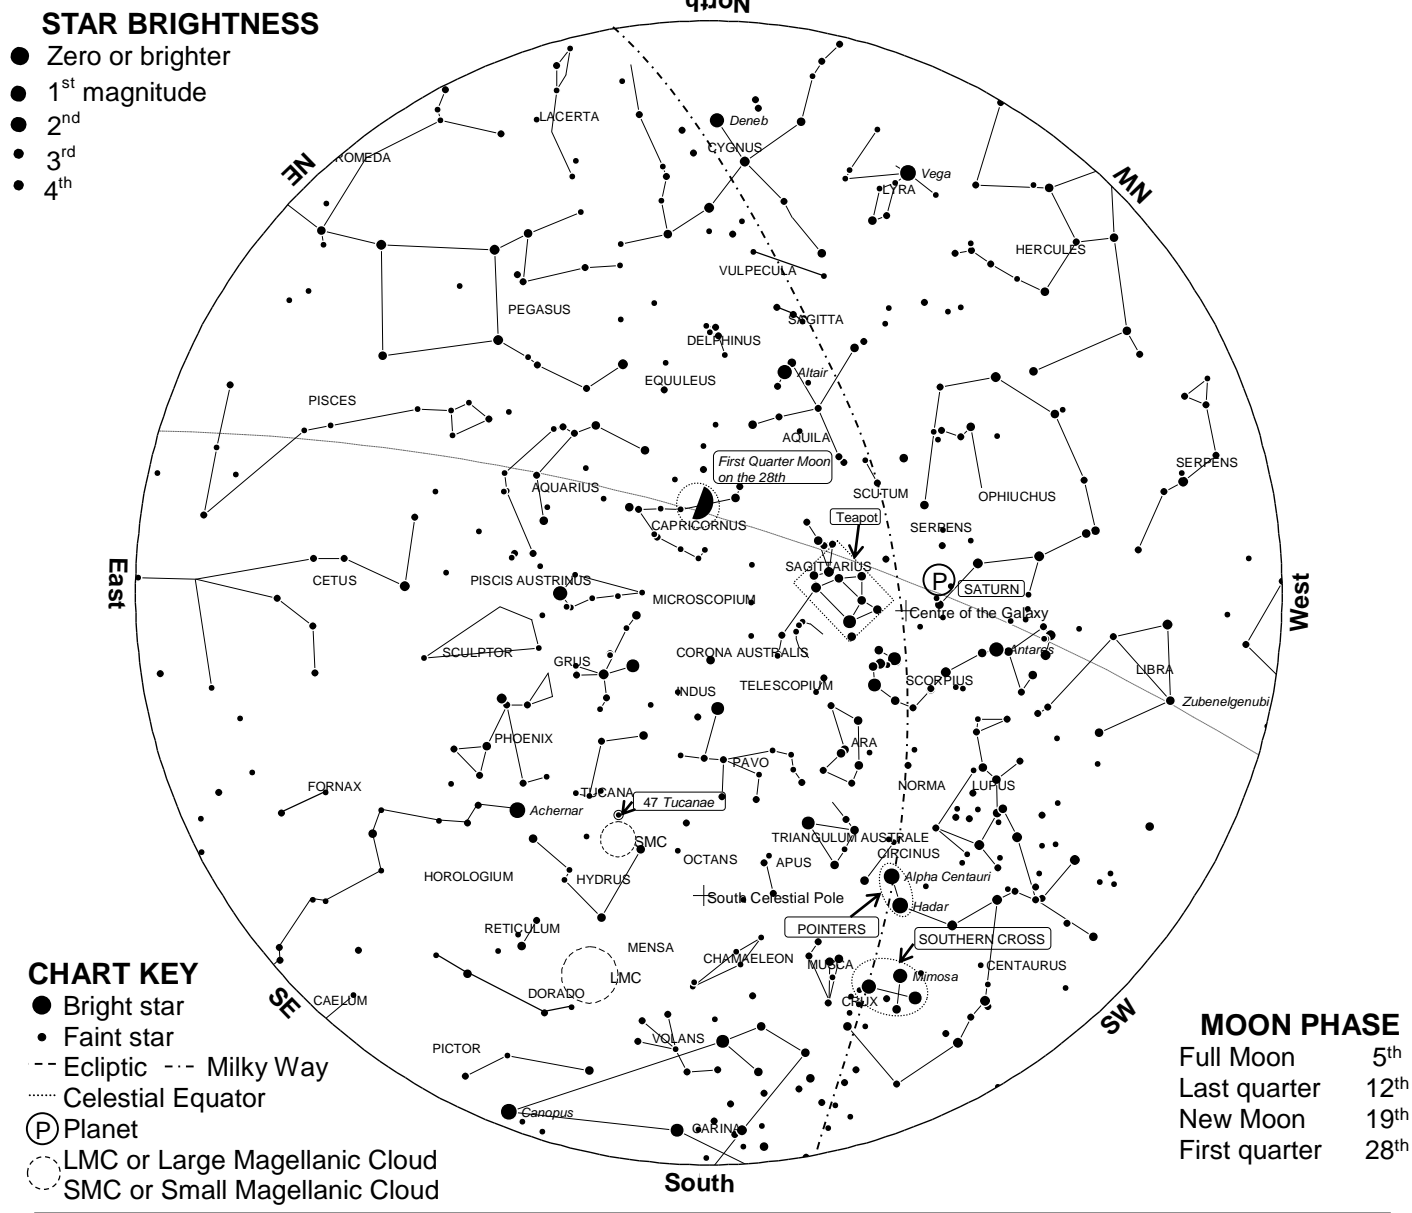 North
STAR BRIGHTNESS
Zero or brighter
1st magnitude
2nd
3rd
4th
NE
NW
LACERTA
ROMEDA
Deneb
CYGNUS
Vega
LYRA
HERCULES
VULPECULA
PEGASUS
SAGITTA
DELPHINUS
EQUULEUS
Altair
PISCES
AQUILA
First Quarter Moon
on the 28th
SERPENS
AQUARIUS
SCUTUM
OPHIUCHUS
CAPRICORNUS
Teapot
SERPENS
East
CETUS
PISCIS AUSTRINUS
SAGITTARIUS
P
SATURN
West
MICROSCOPIUM
Centre of the Galaxy
SCULPTOR
GRUS
CORONA AUSTRALIS
Antares
LIBRA
INDUS
TELESCOPIUM
SCORPIUS
Zubenelgenubi
PHOENIX
ARA
PAVO
FORNAX
TUCANA
47 Tucanae
NORMA
LUPUS
Achernar
SMC
TRIANGULUM AUSTRALE
CIRCINUS
OCTANS
APUS
HOROLOGIUM
HYDRUS
Alpha Centauri
South Celestial Pole
Hadar
RETICULUM
POINTERS
SOUTHERN CROSS
MENSA
CHAMAELEON
MUSCA
CENTAURUS
LMC
Mimosa
DORADO
CRUX
SE
CAELUM
SW
VOLANS
PICTOR
Canopus
CARINA
South
CHART KEY
Bright star
Faint star
Ecliptic
Milky Way
Celestial Equator
P Planet
LMC or Large Magellanic Cloud
SMC or Small Magellanic Cloud
MOON PHASE
Full Moon 5th
Last quarter 12th
New Moon 19th
First quarter 28th